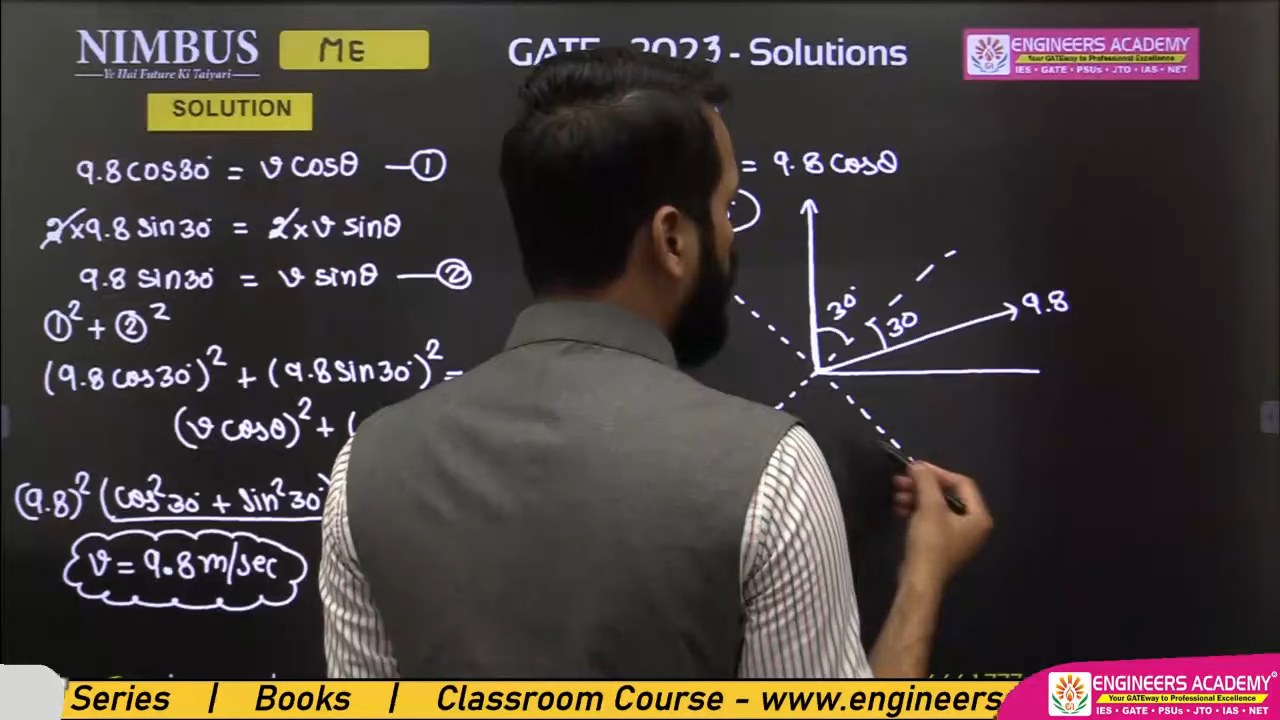 NIMBUS
Ye Hai Future Ki Taiyari
ME
GATE 2023 - Solutions
ENGINEERS ACADEMY
Your GATEway to Professional Excellence
IES • GATE • PSUs • JTO • IAS • NET
SOLUTION
9.8 cos30° = v cosθ —①
2×9.8 sin30° = 2×v sinθ
9.8 sin30° = v sinθ —②
①² + ②²
(9.8 cos30°)² + (9.8 sin30°)² =
(v cosθ)² + (
(9.8)² (cos²30° + sin²30°
v = 9.8 m/sec
= 9.8 cosθ
30°
30
9.8
Series | Books | Classroom Course - www.engineers
ENGINEERS ACADEMY
Your GATEway to Professional Excellence
IES • GATE • PSUs • JTO • IAS • NET